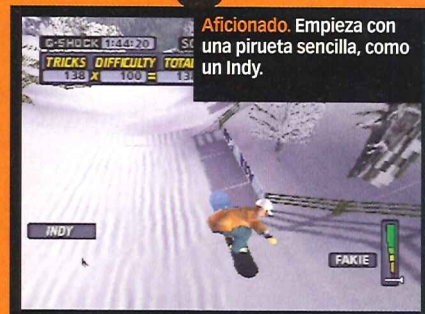 Aficionado. Empieza con
una pirueta sencilla, como
un Indy.
G-SHOCK 1:44:20
TRICKS DIFFICULTY TOTAL
138 X 100 =
INDY
FAKIE